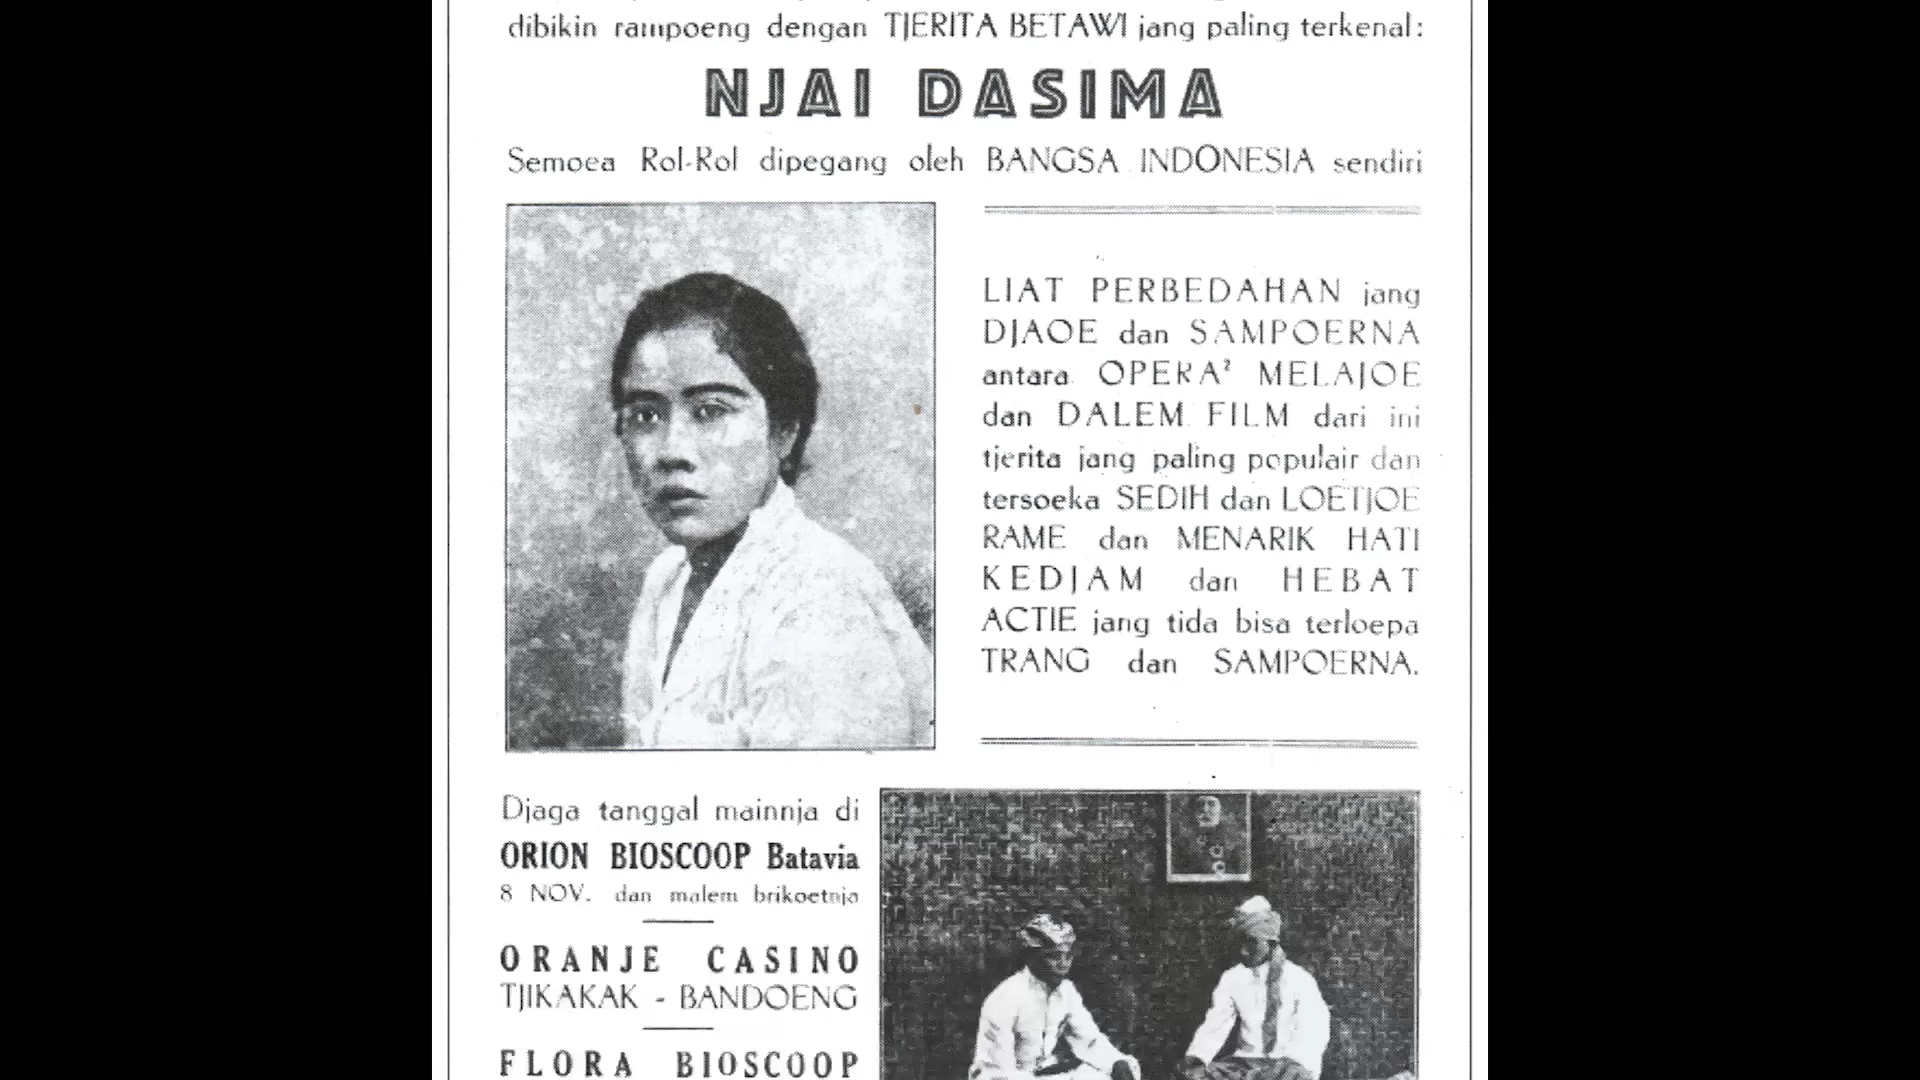 dibikin rampoeng dengan TJERITA BETAWI jang paling terkenal:
NJAI DASIMA
Semoea Rol-Rol dipegang oleh BANGSA INDONESIA sendiri
LIAT PERBEDAHAN jang
DJAOE dan SAMPOERNA
antara OPERA² MELAJOE
dan DALEM FILM dari ini
tjerita jang paling populair dan
tersoeka SEDIH dan LOETJOE
RAME dan MENARIK HATI
KEDJAM dan HEBAT
ACTIE jang tida bisa terloepa
TRANG dan SAMPOERNA.
Djaga tanggal mainnja di
ORION BIOSCOOP Batavia
8 NOV. dan malem brikoetnja
ORANJE CASINO
TJIKAKAK - BANDOENG
FLORA BIOSCOOP